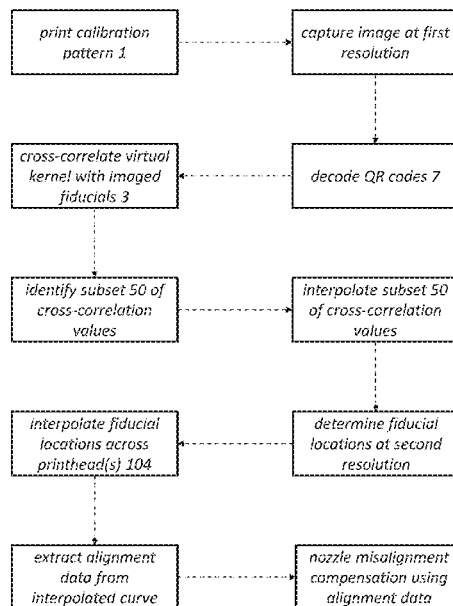 print calibration
pattern 1
capture image at first
resolution
cross-correlate virtual
kernel with imaged
fiducials 3
decode QR codes 7
identify subset 50 of
cross-correlation
values
interpolate subset 50
of cross-correlation
values
interpolate fiducial
locations across
printhead(s) 104
determine fiducial
locations at second
resolution
extract alignment
data from
interpolated curve
nozzle misalignment
compensation using
alignment data